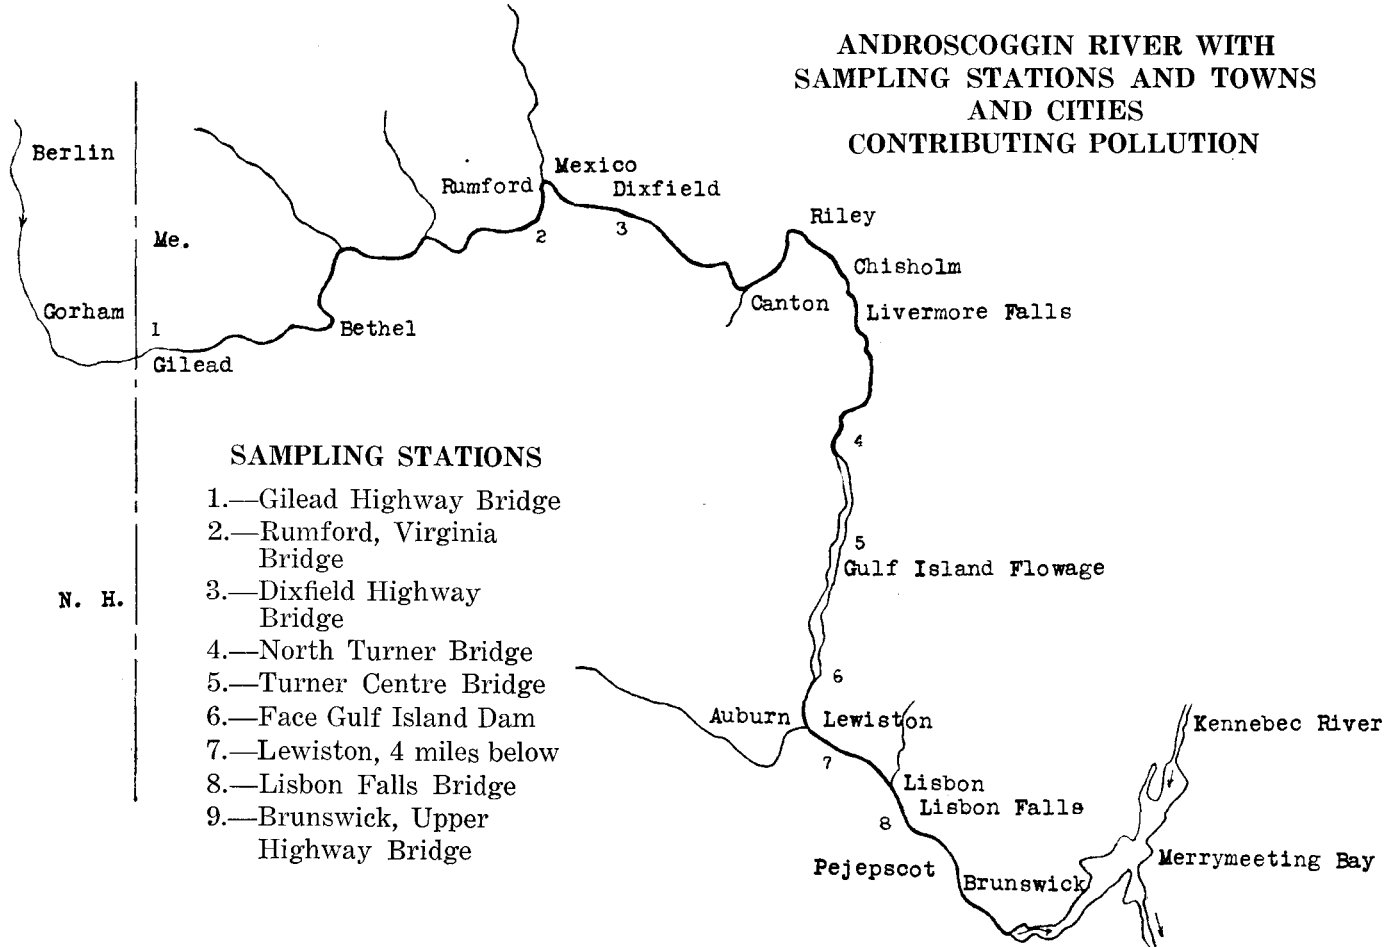 ANDROSCOGGIN RIVER WITH
SAMPLING STATIONS AND TOWNS
AND CITIES
CONTRIBUTING POLLUTION
Berlin
Mexico
Rumford
Dixfield
Riley
2
3
Me.
Chisholm
Gorham
Canton
Livermore Falls
1
Bethel
Gilead
4
SAMPLING STATIONS
1.—Gilead Highway Bridge
2.—Rumford, Virginia
Bridge
3.—Dixfield Highway
Bridge
4.—North Turner Bridge
5.—Turner Centre Bridge
6.—Face Gulf Island Dam
7.—Lewiston, 4 miles below
8.—Lisbon Falls Bridge
9.—Brunswick, Upper
Highway Bridge
N. H.
5
Gulf Island Flowage
6
Auburn
Lewiston
Kennebec River
7
Lisbon
Lisbon Falls
8
Pejepscot
Brunswick
Merrymeeting Bay